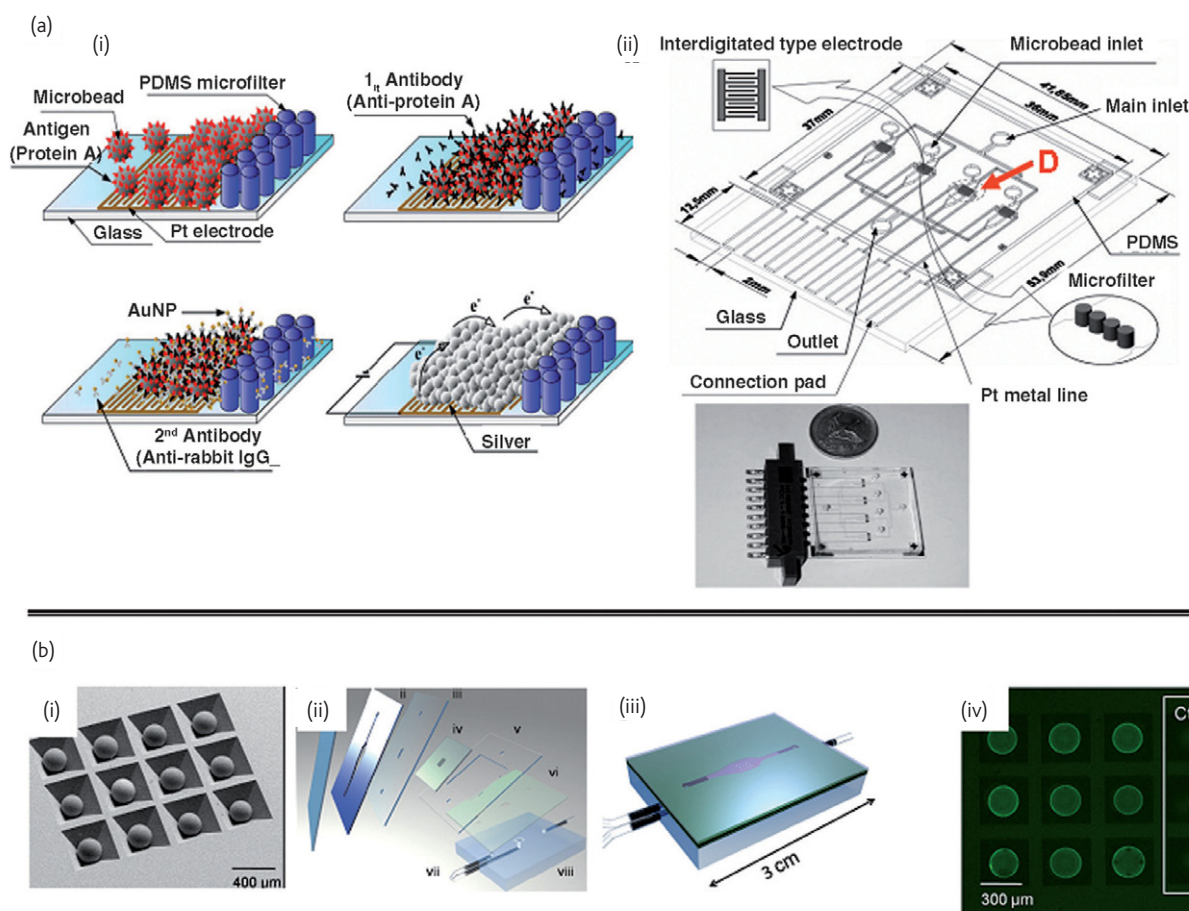 (a)
(i)
Microbead
PDMS microfilter
Antigen
(Protein A)
Glass
Pt electrode
1st Antibody
(Anti-protein A)
AuNP
2nd Antibody
(Anti-rabbit IgG_
e-
e-
e-
Silver
(ii)
Interdigitated type electrode
Microbead inlet
41,85mm
36mm
Main inlet
37mm
D
12,5mm
2mm
PDMS
53,9mm
Microfilter
Glass
Outlet
Connection pad
Pt metal line
(b)
(i)
400 µm
(ii)
ii
iii
iv
v
vi
vii
viii
(iii)
3 cm
(iv)
300 µm